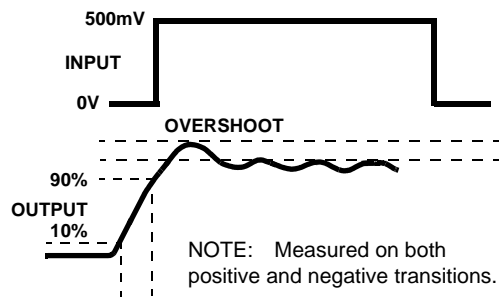 500mV
INPUT
0V
OVERSHOOT
90%
OUTPUT
10%
NOTE: Measured on both
positive and negative transitions.